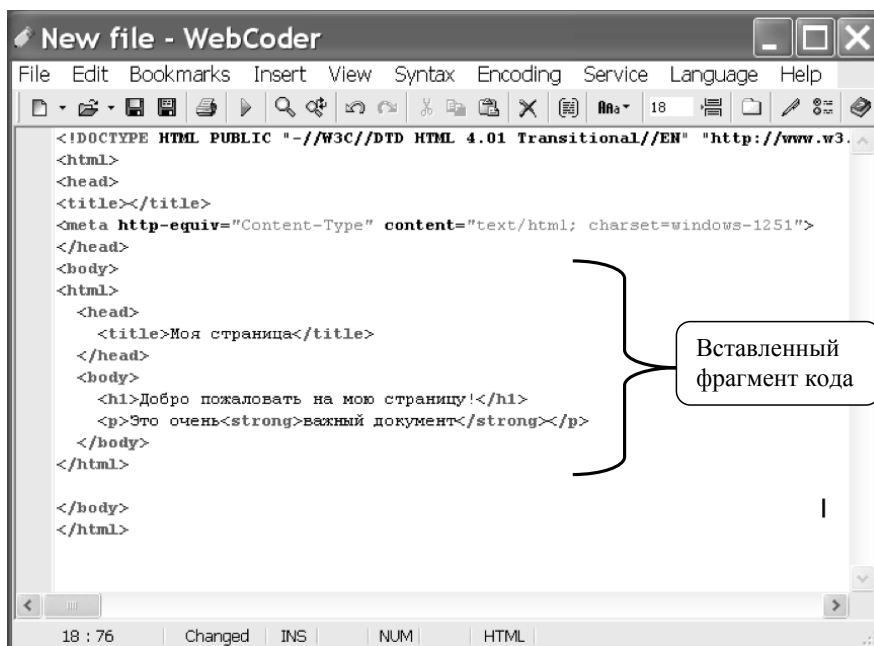 New file - WebCoder
File Edit Bookmarks Insert View Syntax Encoding Service Language Help
18
<!DOCTYPE HTML PUBLIC "-//W3C//DTD HTML 4.01 Transitional//EN" "http://www.w3.
<html>
<head>
<title></title>
<meta http-equiv="Content-Type" content="text/html; charset=windows-1251">
</head>
<body>
<html>
<head>
<title>Моя страница</title>
</head>
<body>
<h1>Добро пожаловать на мою страницу!</h1>
<p>Это очень<strong>важный документ</strong></p>
</body>
</html>
</body>
</html>
Вставленный
фрагмент кода
18 : 76 Changed INS NUM HTML